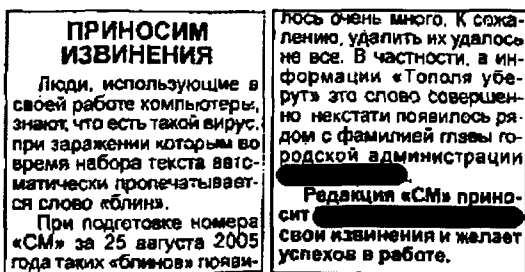 ПРИНОСИМ
ИЗВИНЕНИЯ
Люди, использующие в
своей работе компьютеры,
знают, что есть такой вирус,
при заражении которым во
время набора текста авто-
матически пропечатывает-
ся слово «блин».
При подготовке номера
«СМ» за 25 августа 2005
года таких «блинов» появи-
лось очень много. К сожа-
лению, удалить их удалось
не все. В частности, в ин-
формации «Тополя убе-
рут» это слово совершен-
но некстати появилось ря-
дом с фамилией главы го-
родской администрации
.
Редакция «СМ» прино-
сит
свои извинения и желает
успехов в работе.